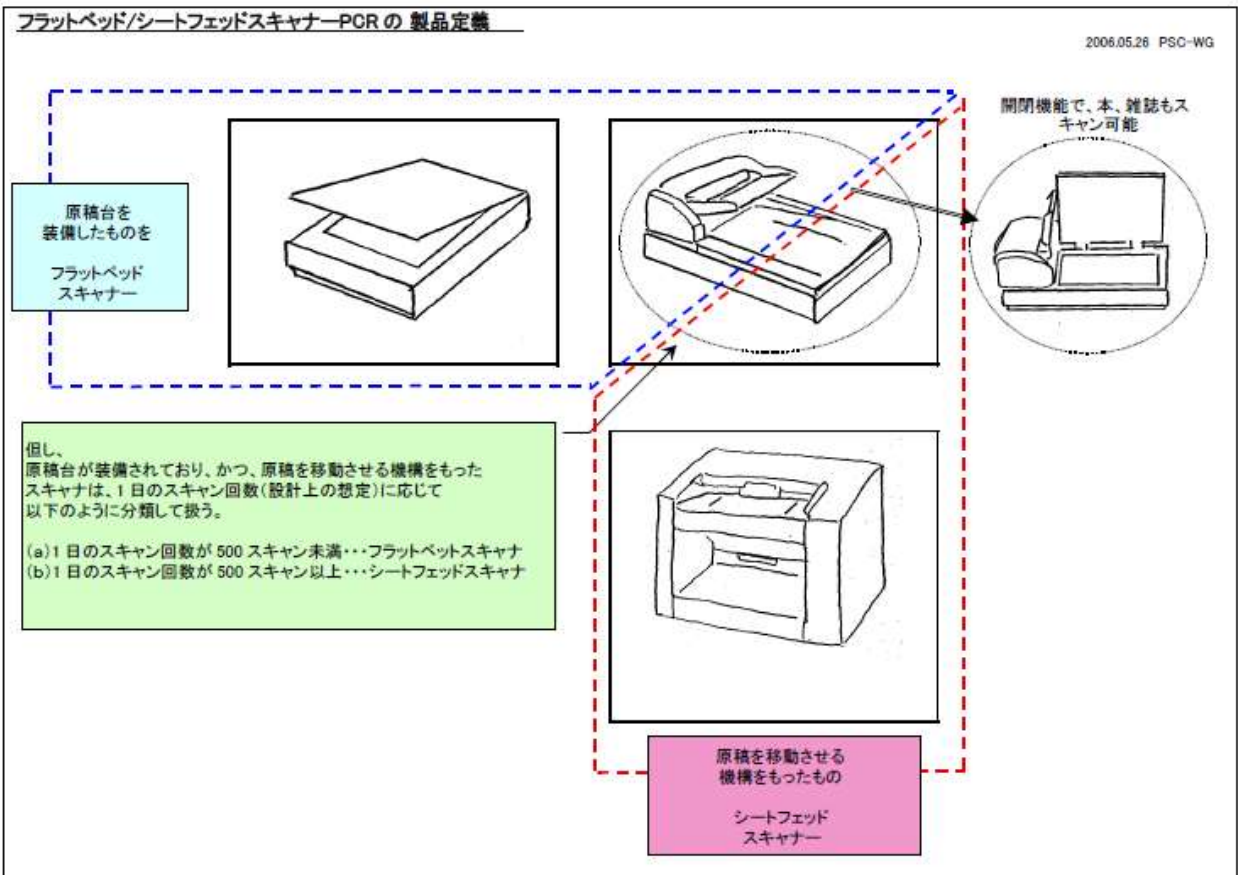 フラットベッド/シートフェッドスキャナーPCR の 製品定義
2006.05.26 PSC-WG
開閉機能で、本、雑誌もス
キャン可能
原稿台を
装備したものを
フラットベッド
スキャナー
但し、
原稿台が装備されており、かつ、原稿を移動させる機構をもった
スキャナは、1日のスキャン回数(設計上の想定)に応じて
以下のように分類して扱う。
(a)1日のスキャン回数が 500 スキャン未満・・・フラットベットスキャナ
(b)1日のスキャン回数が 500 スキャン以上・・・シートフェッドスキャナ
原稿を移動させる
機構をもったもの
シートフェッド
スキャナー